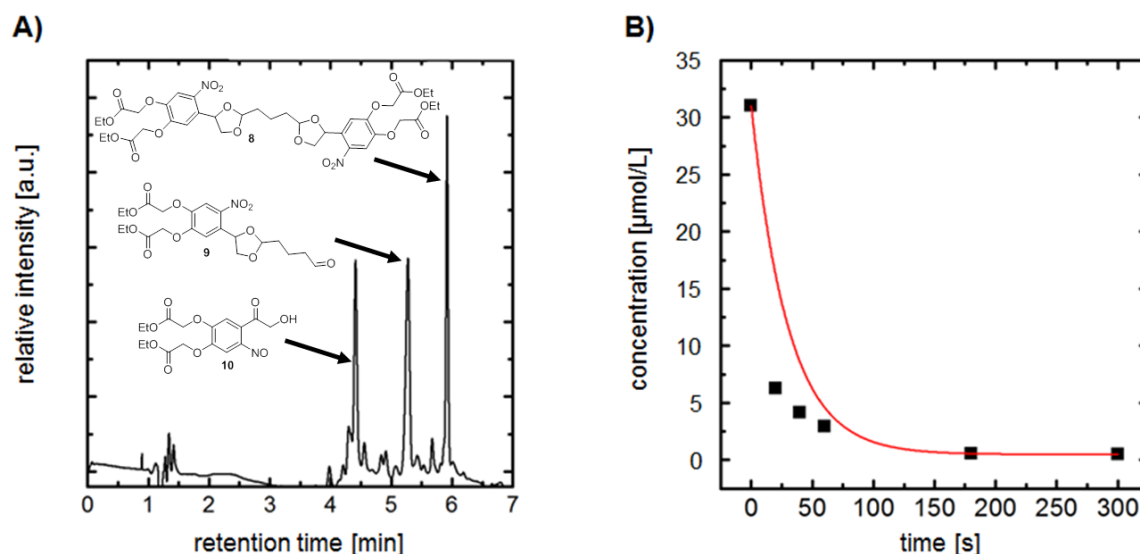 A)
relative intensity [a.u.]
NO₂
O
O
EtO
O
O
EtO
O
O
O
8
O
O
O
OEt
O
O
OEt
O
NO₂
O
EtO
O
NO₂
O
EtO
O
O
O
9
O
O
EtO
O
O
OH
O
EtO
O
NO
10
0 1 2 3 4 5 6 7
retention time [min]
B)
concentration [µmol/L]
35
30
25
20
15
10
5
0
0 50 100 150 200 250 300
time [s]